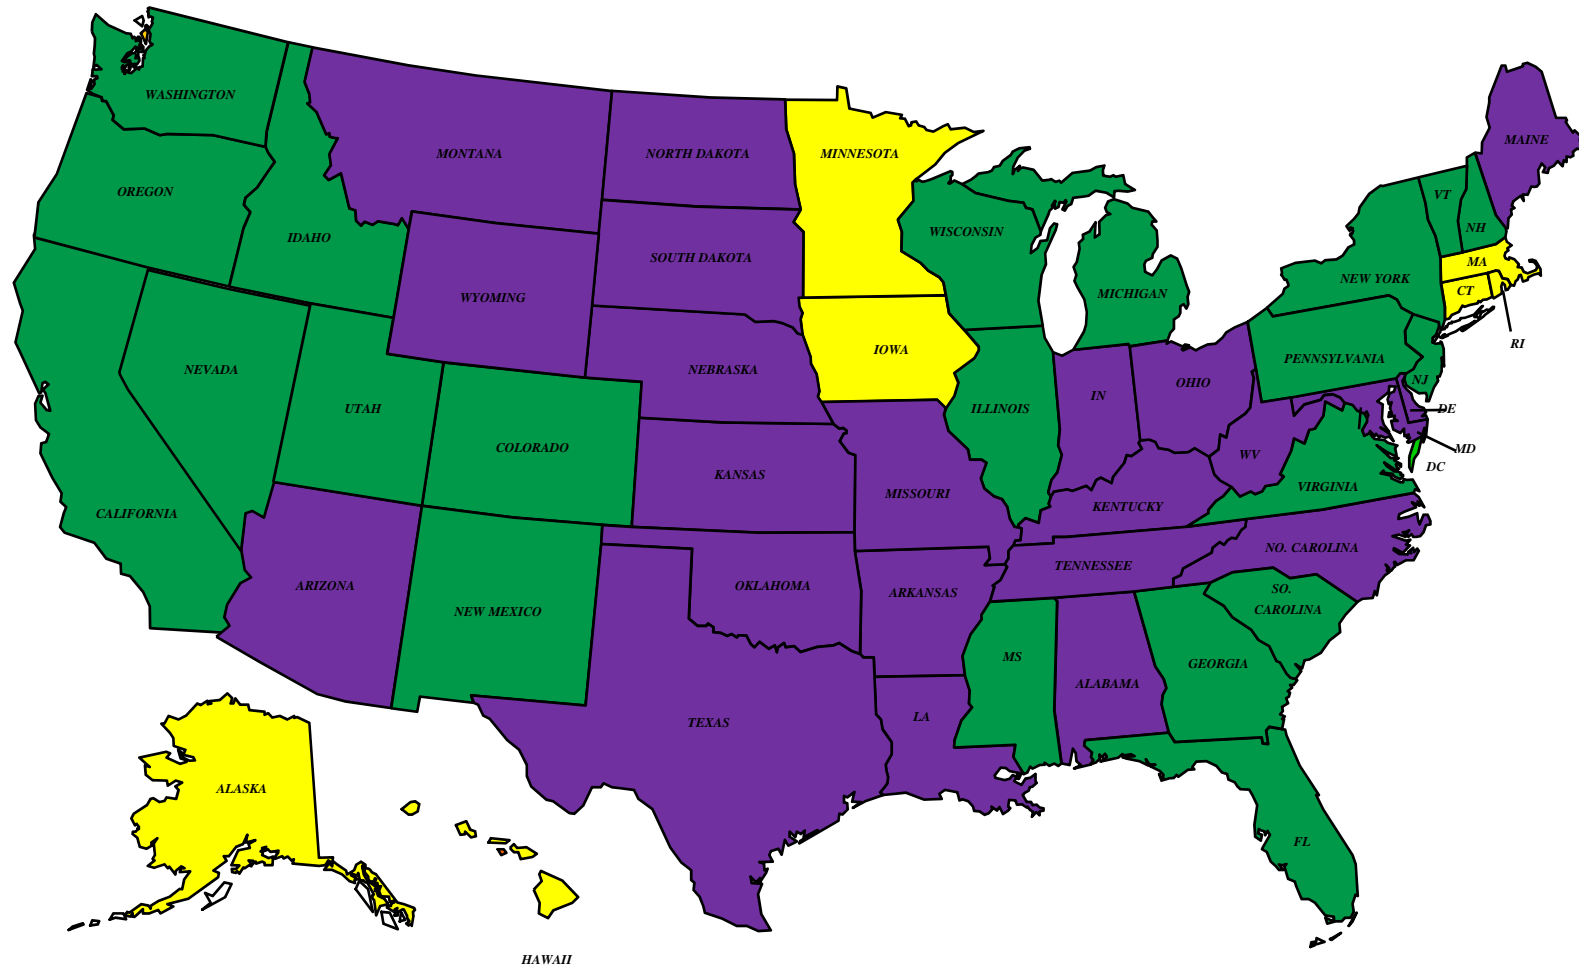 WASHINGTON
MONTANA
NORTH DAKOTA
MINNESOTA
MAINE
OREGON
IDAHO
WISCONSIN
VT
NH
SOUTH DAKOTA
WYOMING
MICHIGAN
NEW YORK
MA
CT
RI
IOWA
NEVADA
NEBRASKA
PENNSYLVANIA
NJ
UTAH
ILLINOIS
IN
OHIO
DE
COLORADO
KANSAS
WV
MD
DC
CALIFORNIA
MISSOURI
KENTUCKY
VIRGINIA
ARIZONA
NEW MEXICO
OKLAHOMA
ARKANSAS
TENNESSEE
NO. CAROLINA
SO.
CAROLINA
MS
ALABAMA
GEORGIA
TEXAS
LA
ALASKA
FL
HAWAII